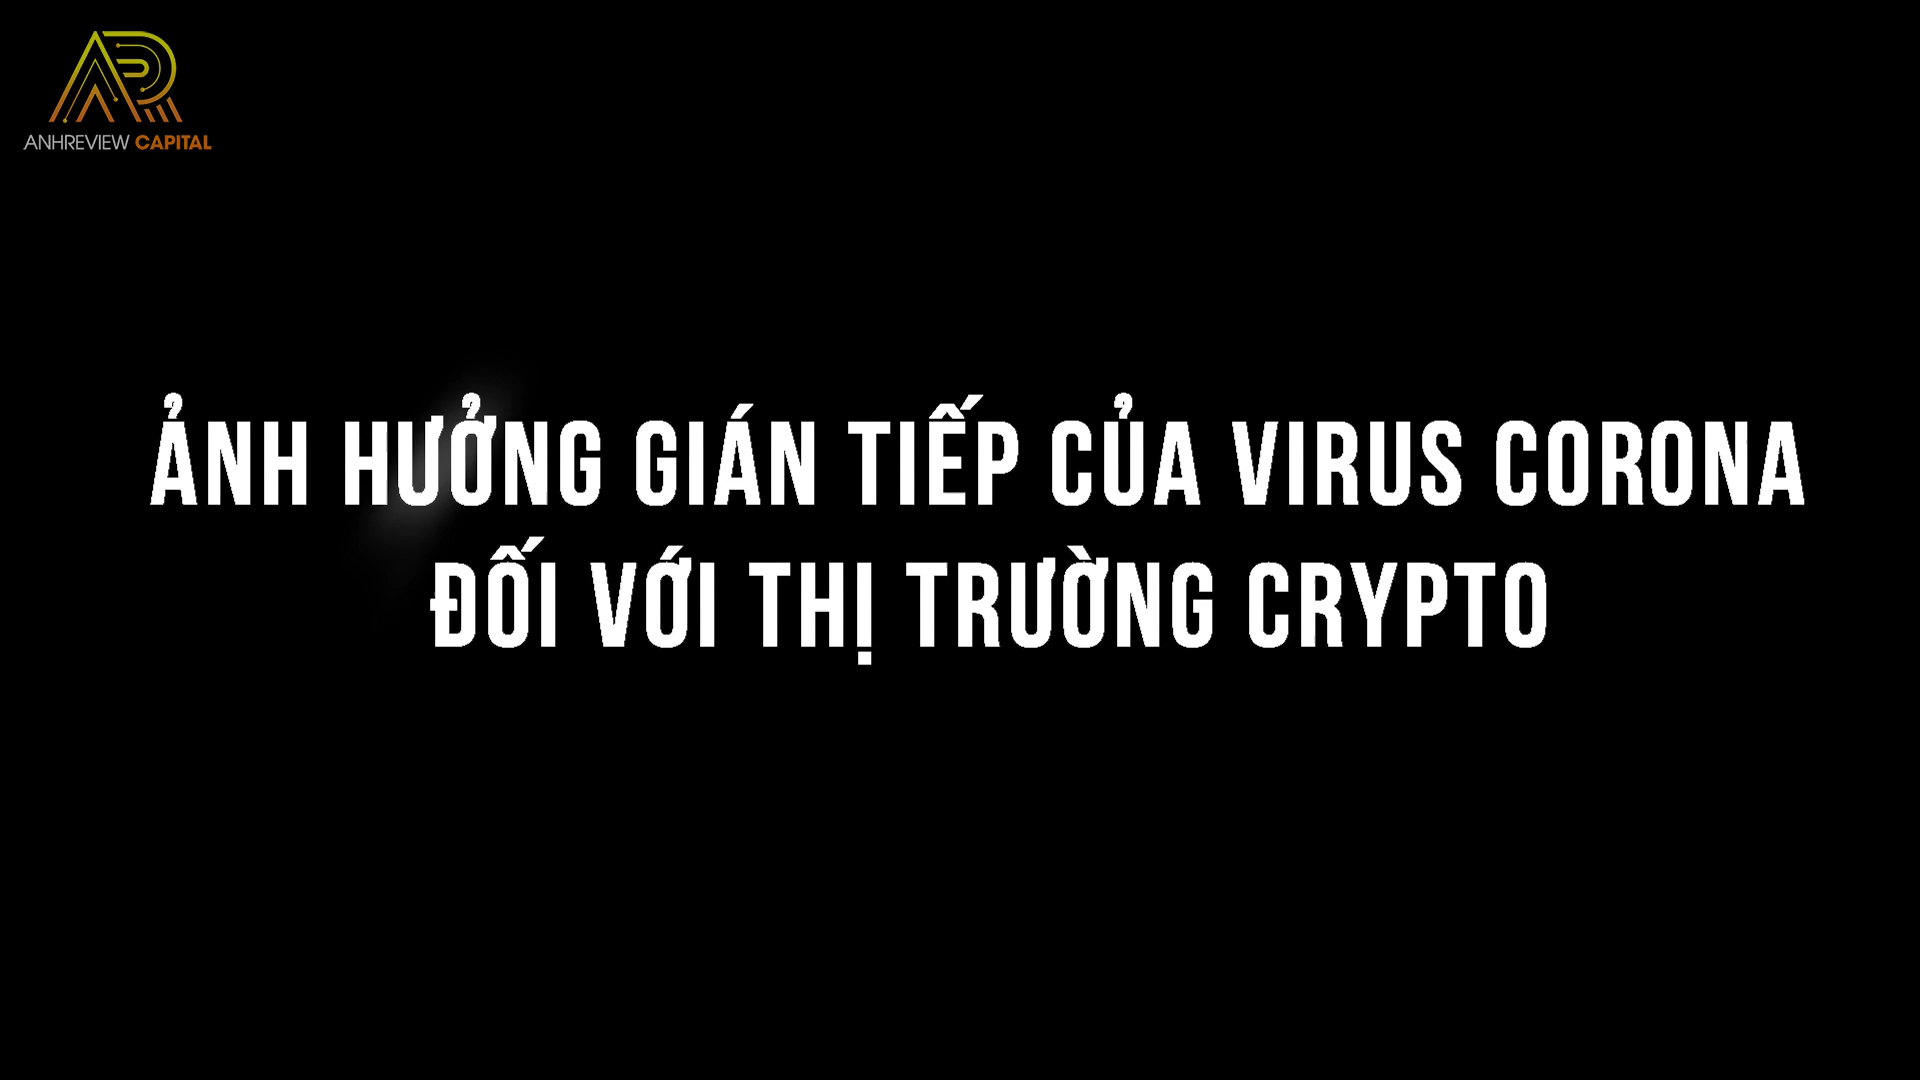 ANHREVIEW CAPITAL
ẢNH HƯỞNG GIÁN TIẾP CỦA VIRUS CORONA
ĐỐI VỚI THỊ TRƯỜNG CRYPTO